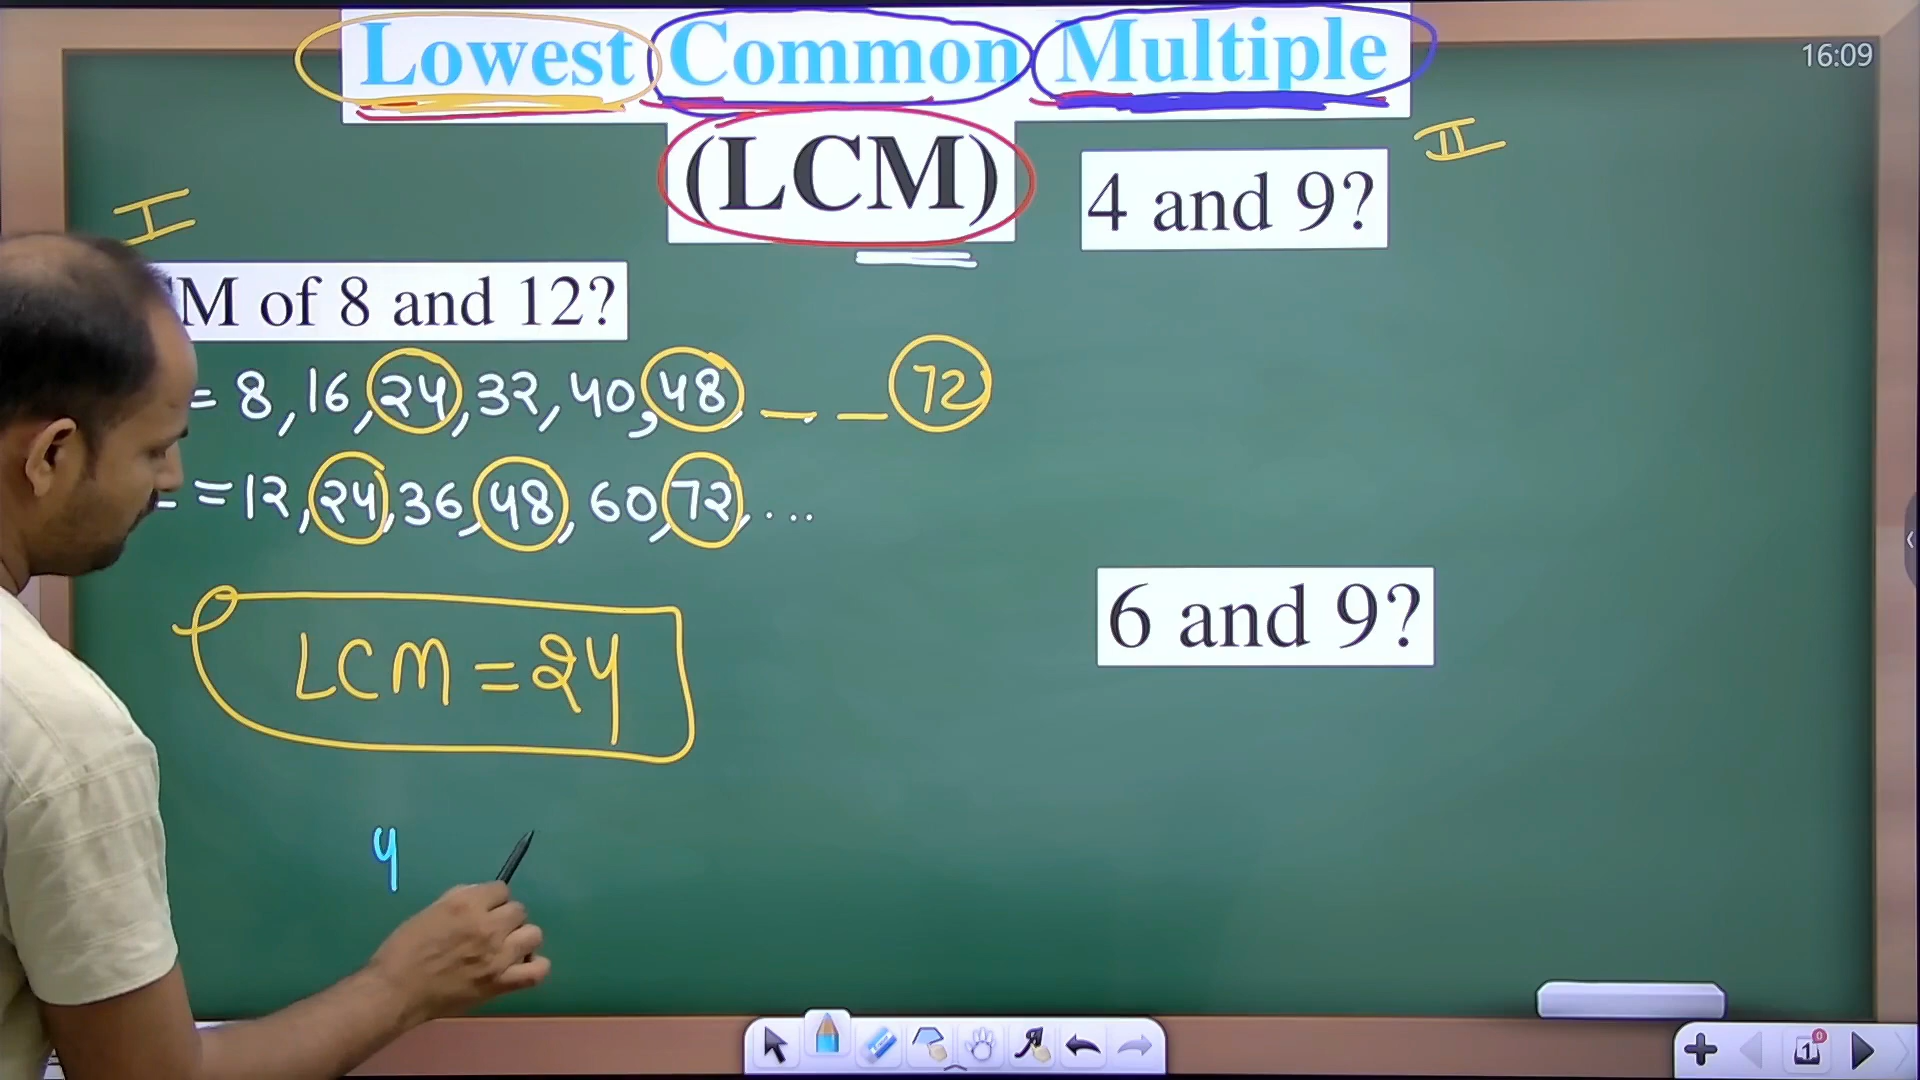 Lowest Common Multiple
(LCM)
16:09
I
II
4 and 9?
M of 8 and 12?
= 8, 16, 24, 32, 40, 48, _ _ 72
= 12, 24, 36, 48, 60, 72, ...
LCM = 24
6 and 9?
4
1